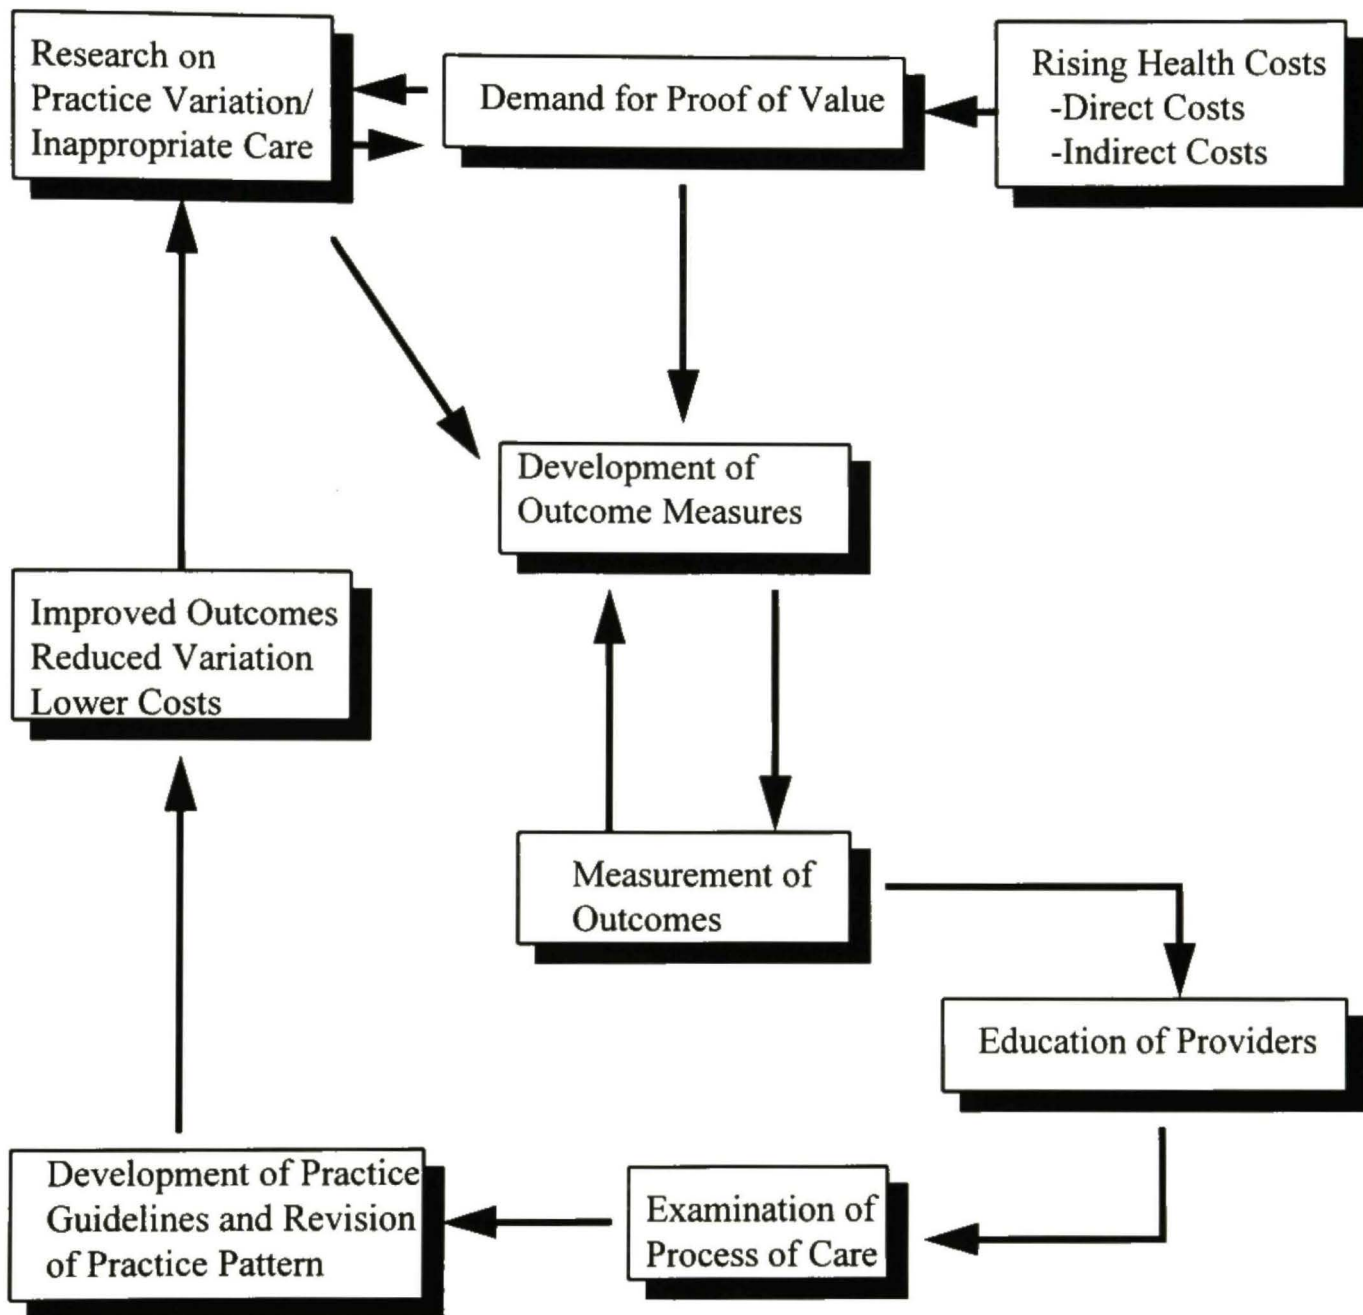 Research on
Practice Variation/
Inappropriate Care
Demand for Proof of Value
Rising Health Costs
-Direct Costs
-Indirect Costs
Development of
Outcome Measures
Improved Outcomes
Reduced Variation
Lower Costs
Measurement of
Outcomes
Education of Providers
Development of Practice
Guidelines and Revision
of Practice Pattern
Examination of
Process of Care